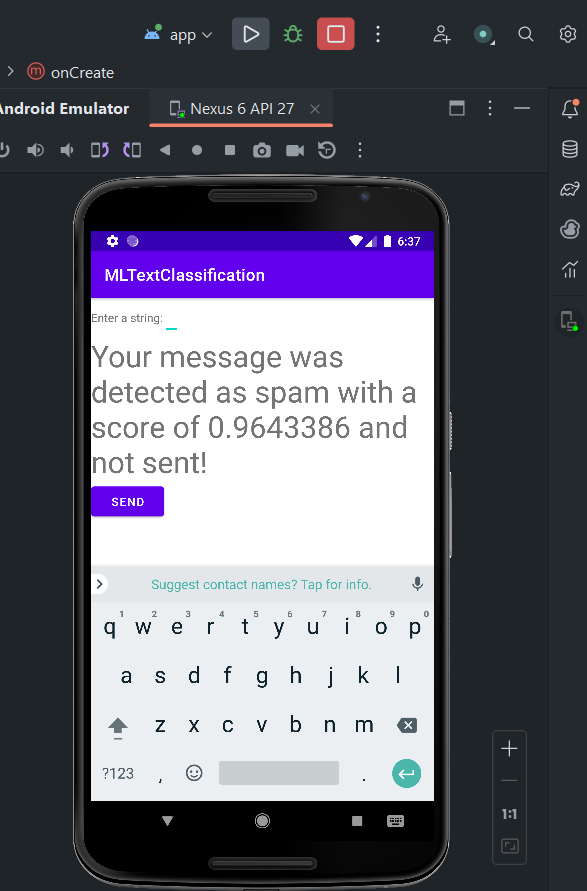 app
m onCreate
Android Emulator
Nexus 6 API 27
6:37
MLTextClassification
Enter a string:
Your message was
detected as spam with a
score of 0.9643386 and
not sent!
SEND
Suggest contact names? Tap for info.
1 2 3 4 5 6 7 8 9 0
q w e r t y u i o p
a s d f g h j k l
z x c v b n m
?123 , .
1:1